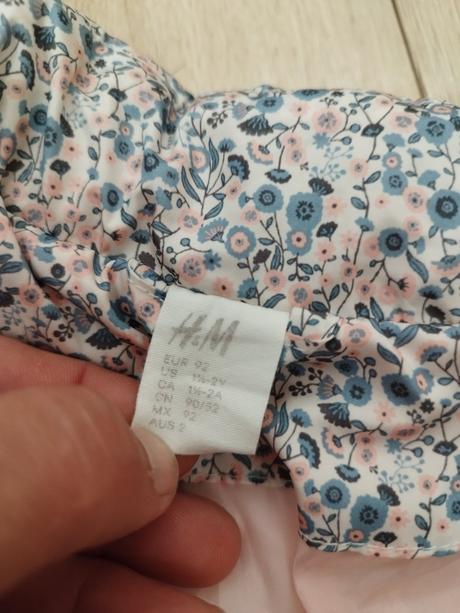 H&M
EUR 92
US 1½-2Y
CA 1½-2A
CN 90/52
MX 92
AUS 2